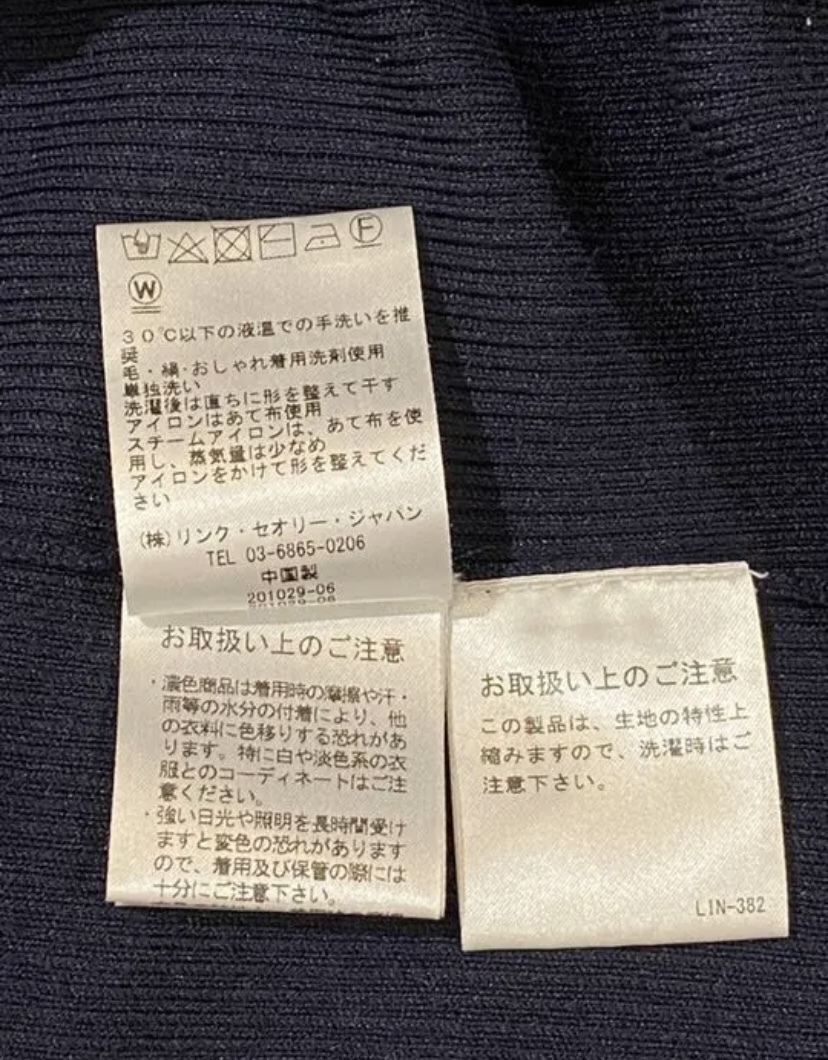 F
W
30℃以下の液温での手洗いを推
奨
毛・絹・おしゃれ着用洗剤使用
単独洗い
洗濯後は直ちに形を整えて干す
アイロンはあて布使用
スチームアイロンは、あて布を使
用し、蒸気量は少なめ
アイロンをかけて形を整えてくだ
さい
(株)リンク・セオリー・ジャパン
TEL 03-6865-0206
中国製
201029-06
お取扱い上のご注意
・濃色商品は着用時の摩擦や汗・
雨等の水分の付着により、他
の衣料に色移りする恐れがあ
ります。特に白や淡色系の衣
服とのコーディネートはご注
意ください。
・強い日光や照明を長時間受け
ますと変色の恐れがあります
ので、着用及び保管の際には
十分にご注意下さい。
お取扱い上のご注意
この製品は、生地の特性上
縮みますので、洗濯時はご
注意下さい。
LIN-382